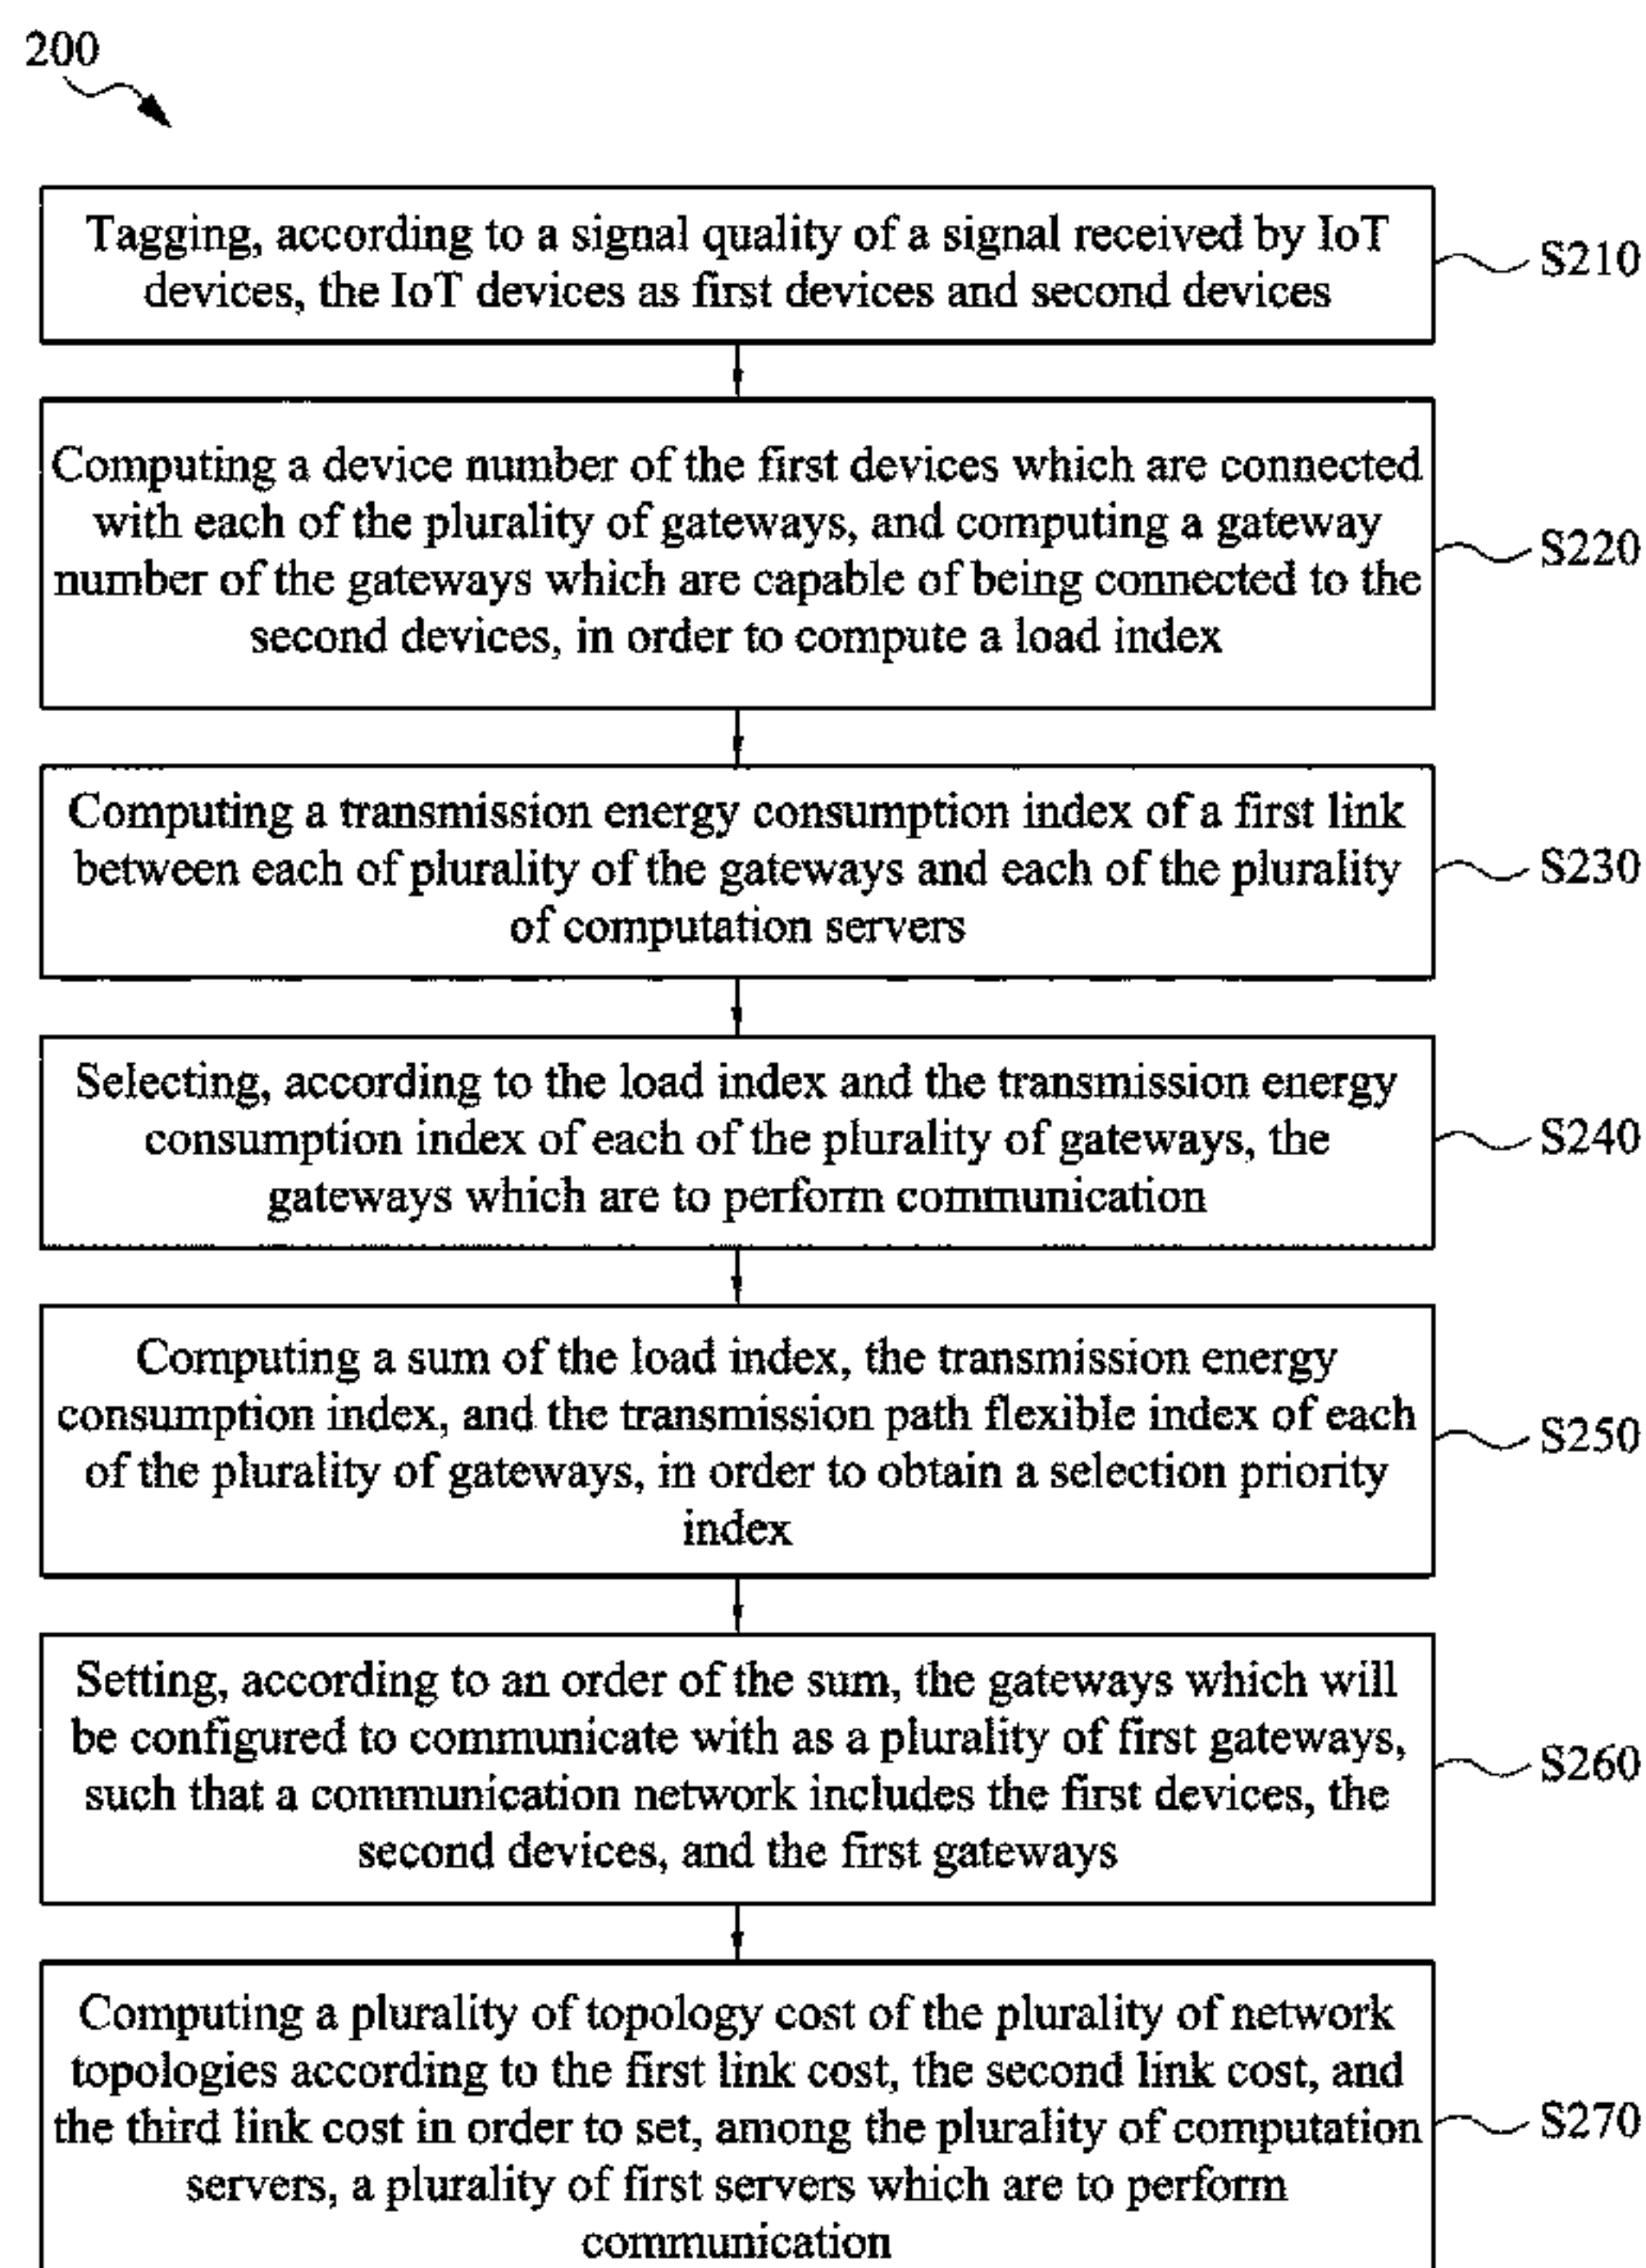 200
Tagging, according to a signal quality of a signal received by IoT
devices, the IoT devices as first devices and second devices
S210
Computing a device number of the first devices which are connected
with each of the plurality of gateways, and computing a gateway
number of the gateways which are capable of being connected to the
second devices, in order to compute a load index
S220
Computing a transmission energy consumption index of a first link
between each of plurality of the gateways and each of the plurality
of computation servers
S230
Selecting, according to the load index and the transmission energy
consumption index of each of the plurality of gateways, the
gateways which are to perform communication
S240
Computing a sum of the load index, the transmission energy
consumption index, and the transmission path flexible index of each
of the plurality of gateways, in order to obtain a selection priority
index
S250
Setting, according to an order of the sum, the gateways which will
be configured to communicate with as a plurality of first gateways,
such that a communication network includes the first devices, the
second devices, and the first gateways
S260
Computing a plurality of topology cost of the plurality of network
topologies according to the first link cost, the second link cost, and
the third link cost in order to set, among the plurality of computation
servers, a plurality of first servers which are to perform
communication
S270